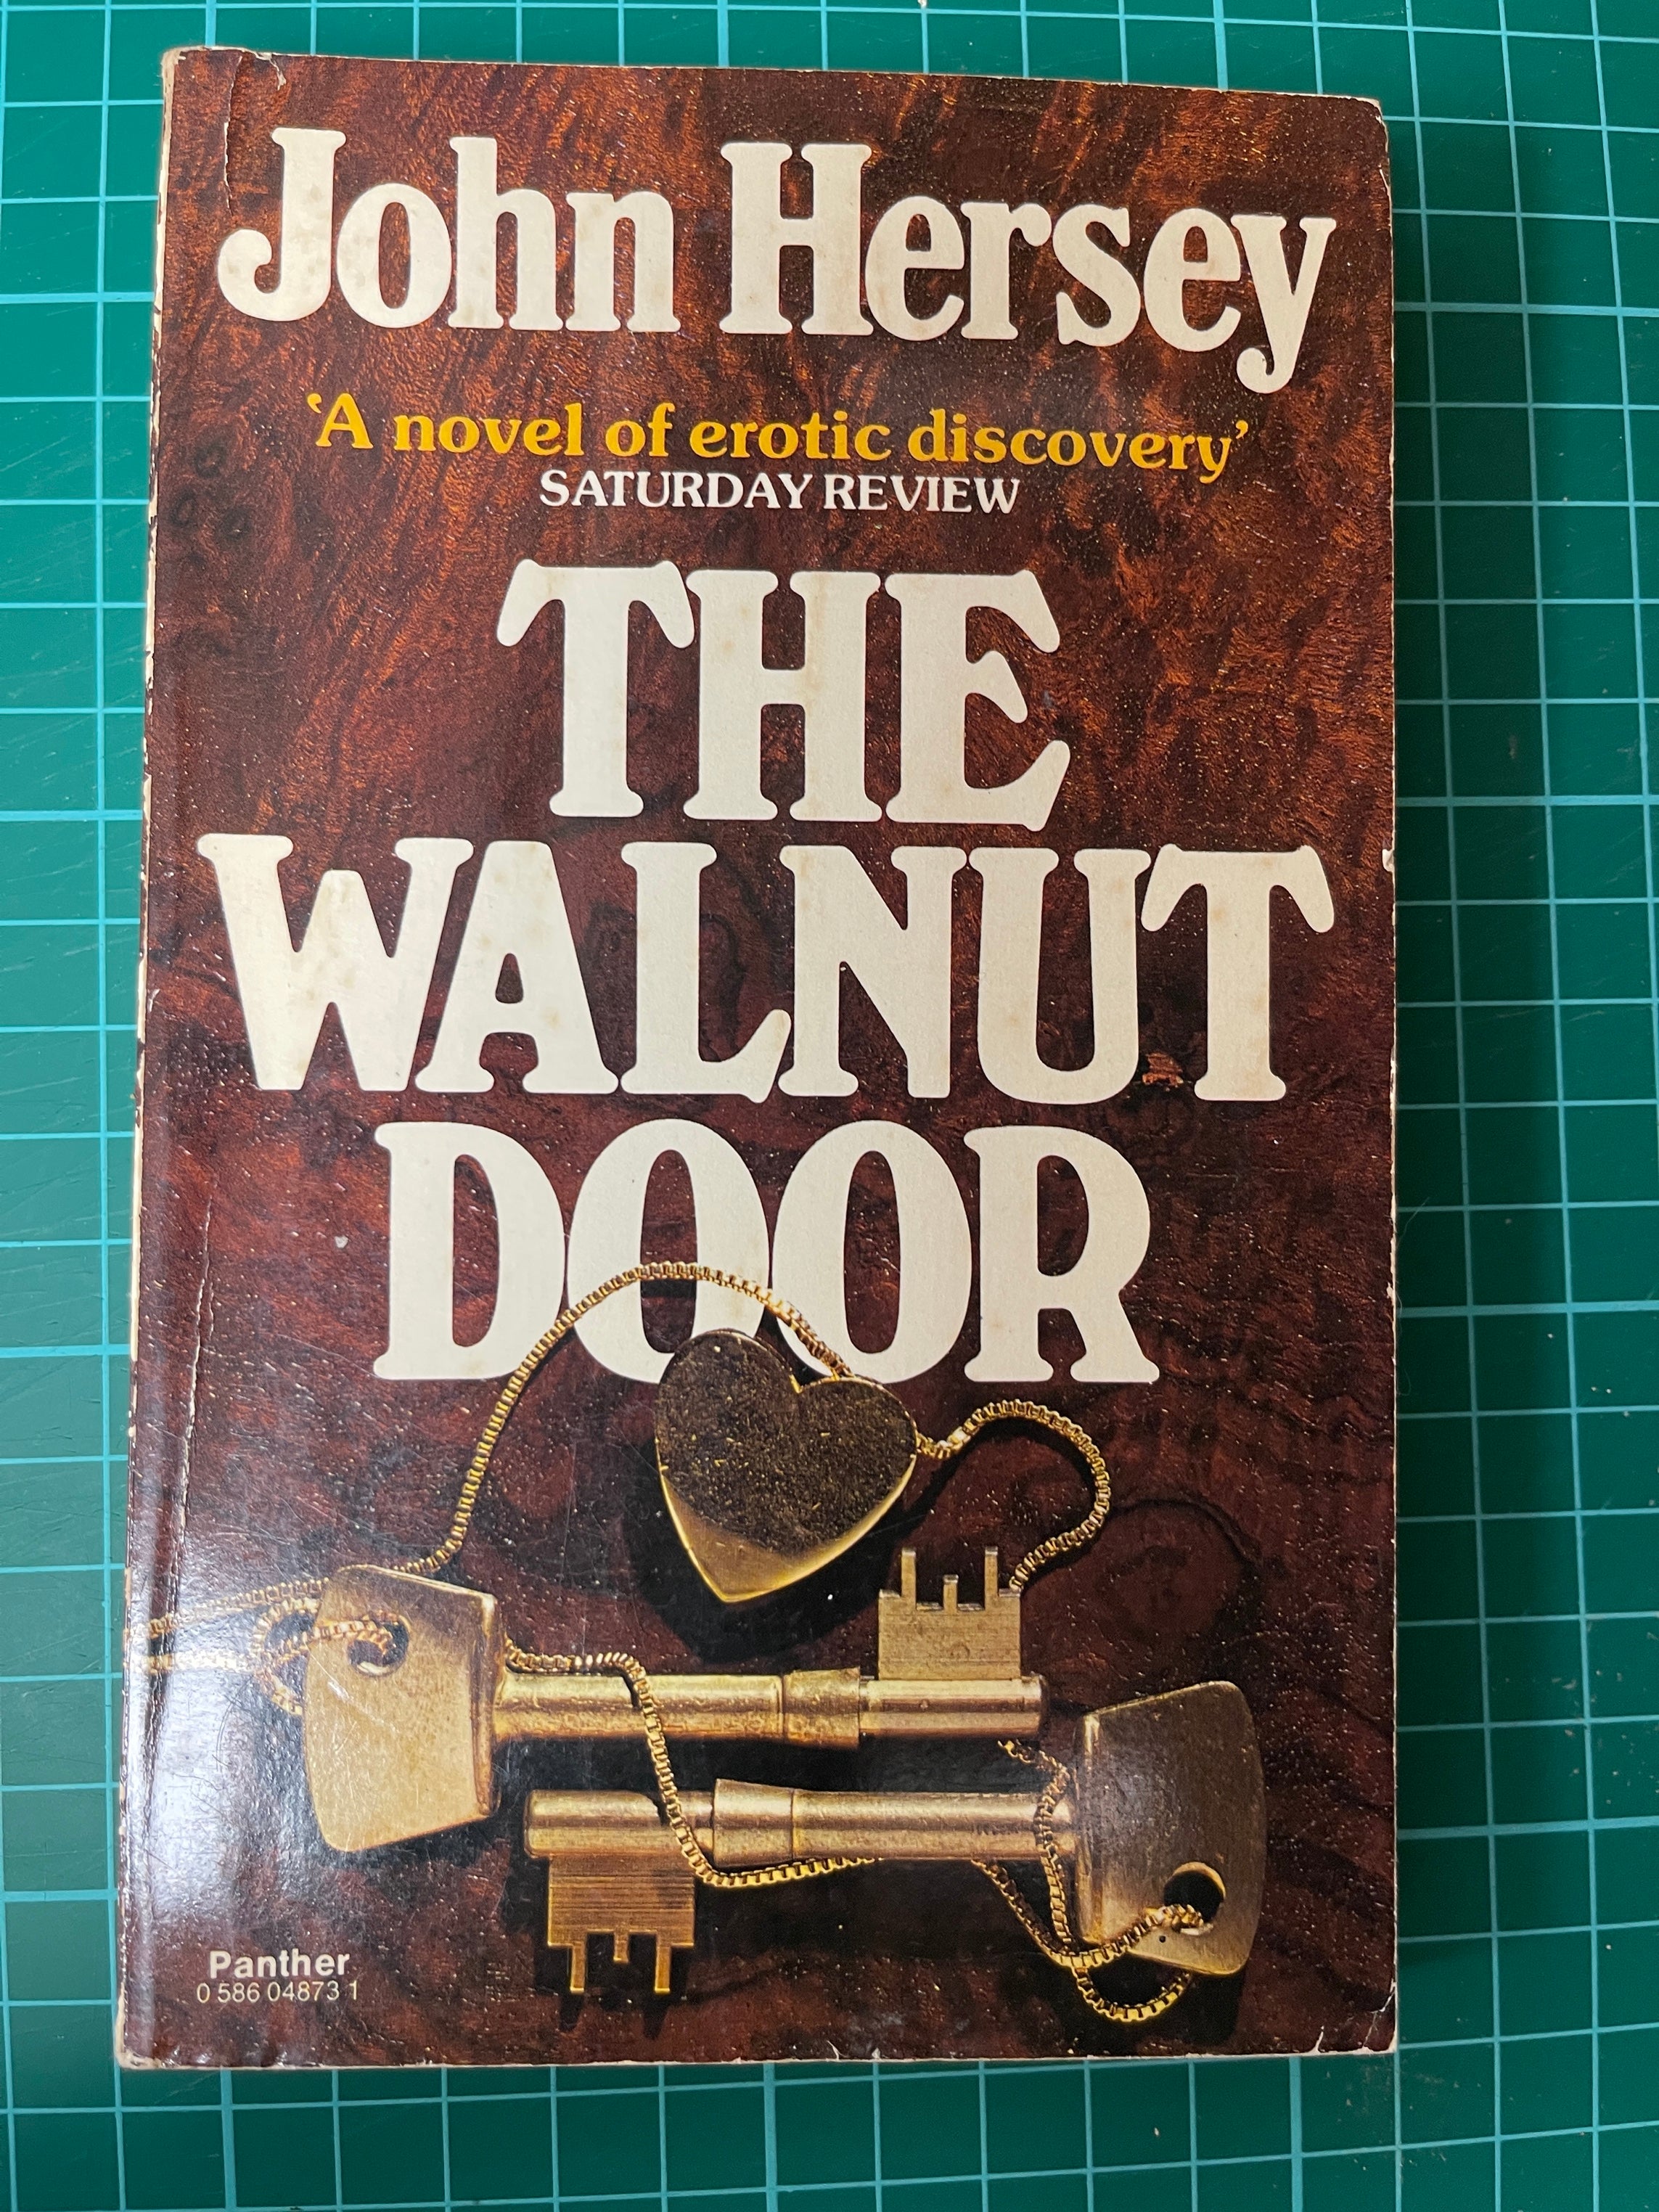 John Hersey
‘A novel of erotic discovery’
SATURDAY REVIEW
THE
WALNUT
DOOR
Panther
0 586 04873 1